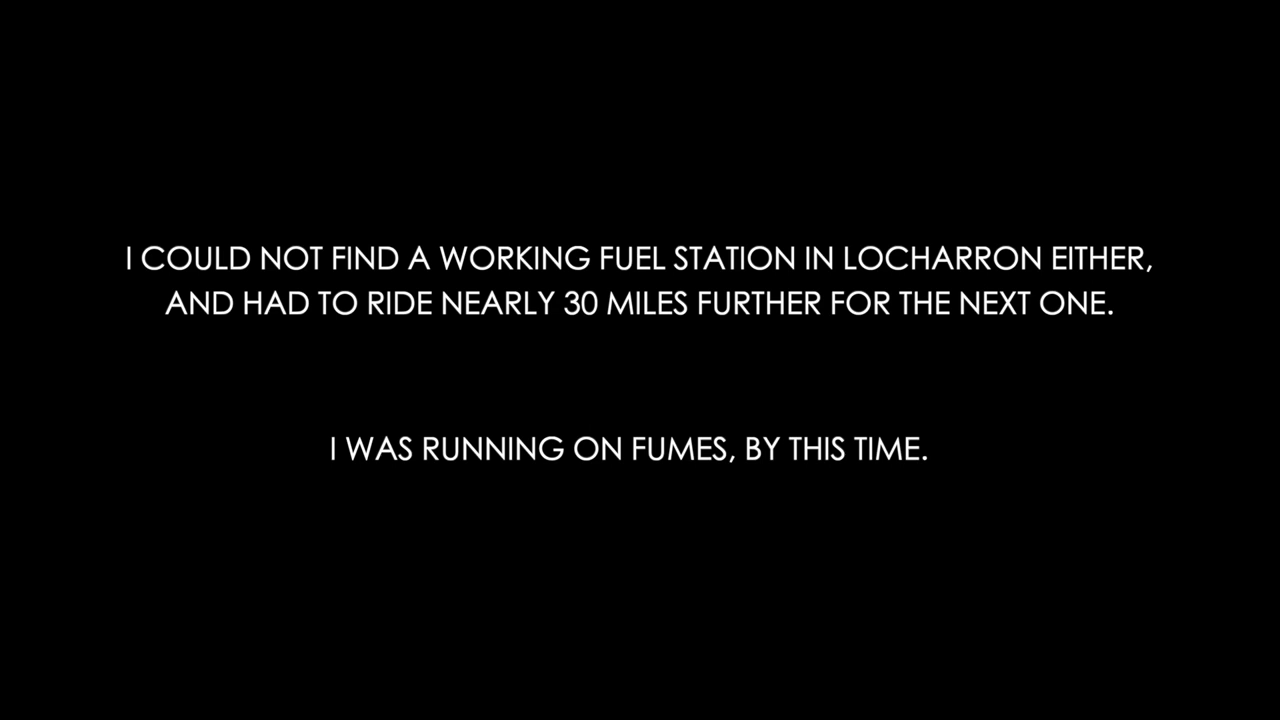 I COULD NOT FIND A WORKING FUEL STATION IN LOCHARRON EITHER,
AND HAD TO RIDE NEARLY 30 MILES FURTHER FOR THE NEXT ONE.
I WAS RUNNING ON FUMES, BY THIS TIME.